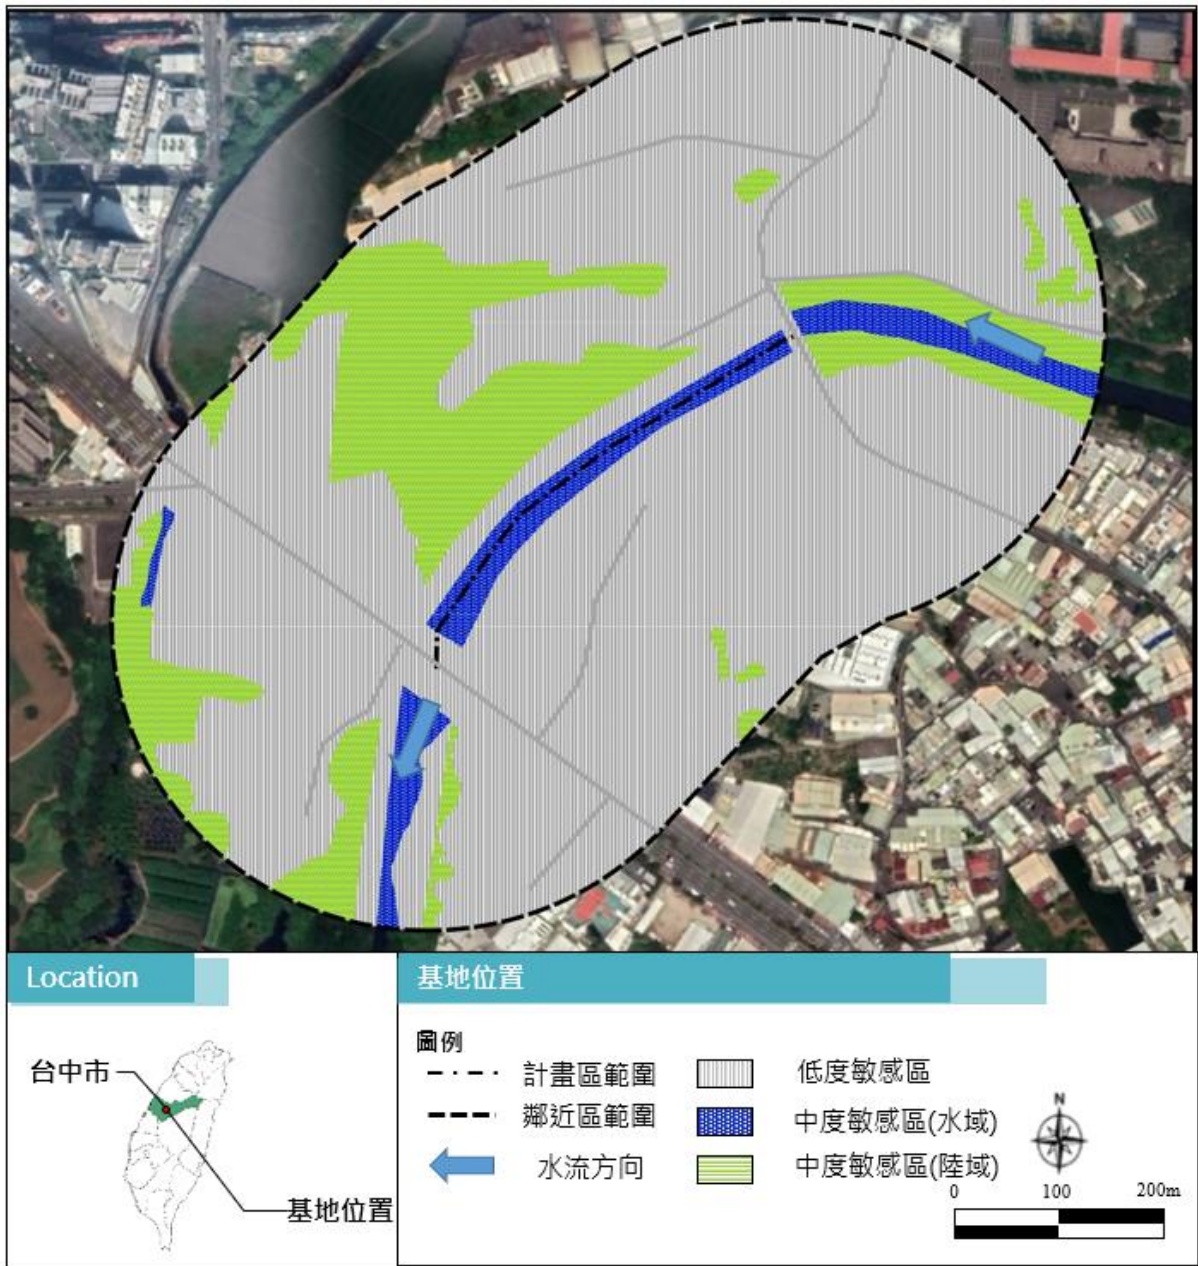 Location
台中市
基地位置
基地位置
圖例
計畫區範圍
鄰近區範圍
水流方向
低度敏感區
中度敏感區(水域)
中度敏感區(陸域)
N
0 100 200m